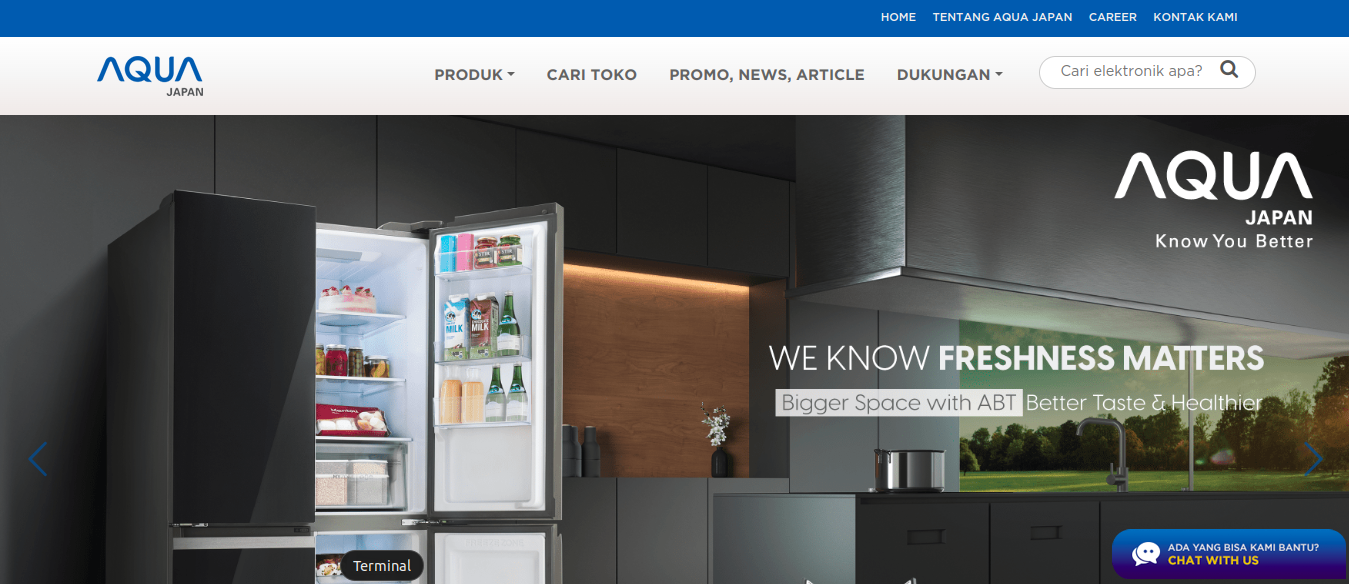 HOME TENTANG AQUA JAPAN CAREER KONTAK KAMI
AQUA
JAPAN
PRODUK CARI TOKO PROMO, NEWS, ARTICLE DUKUNGAN
Cari elektronik apa?
AQUA
JAPAN
Know You Better
WE KNOW FRESHNESS MATTERS
Bigger Space with ABT Better Taste & Healthier
MILK
MILK
Terminal
ADA YANG BISA KAMI BANTU?
CHAT WITH US